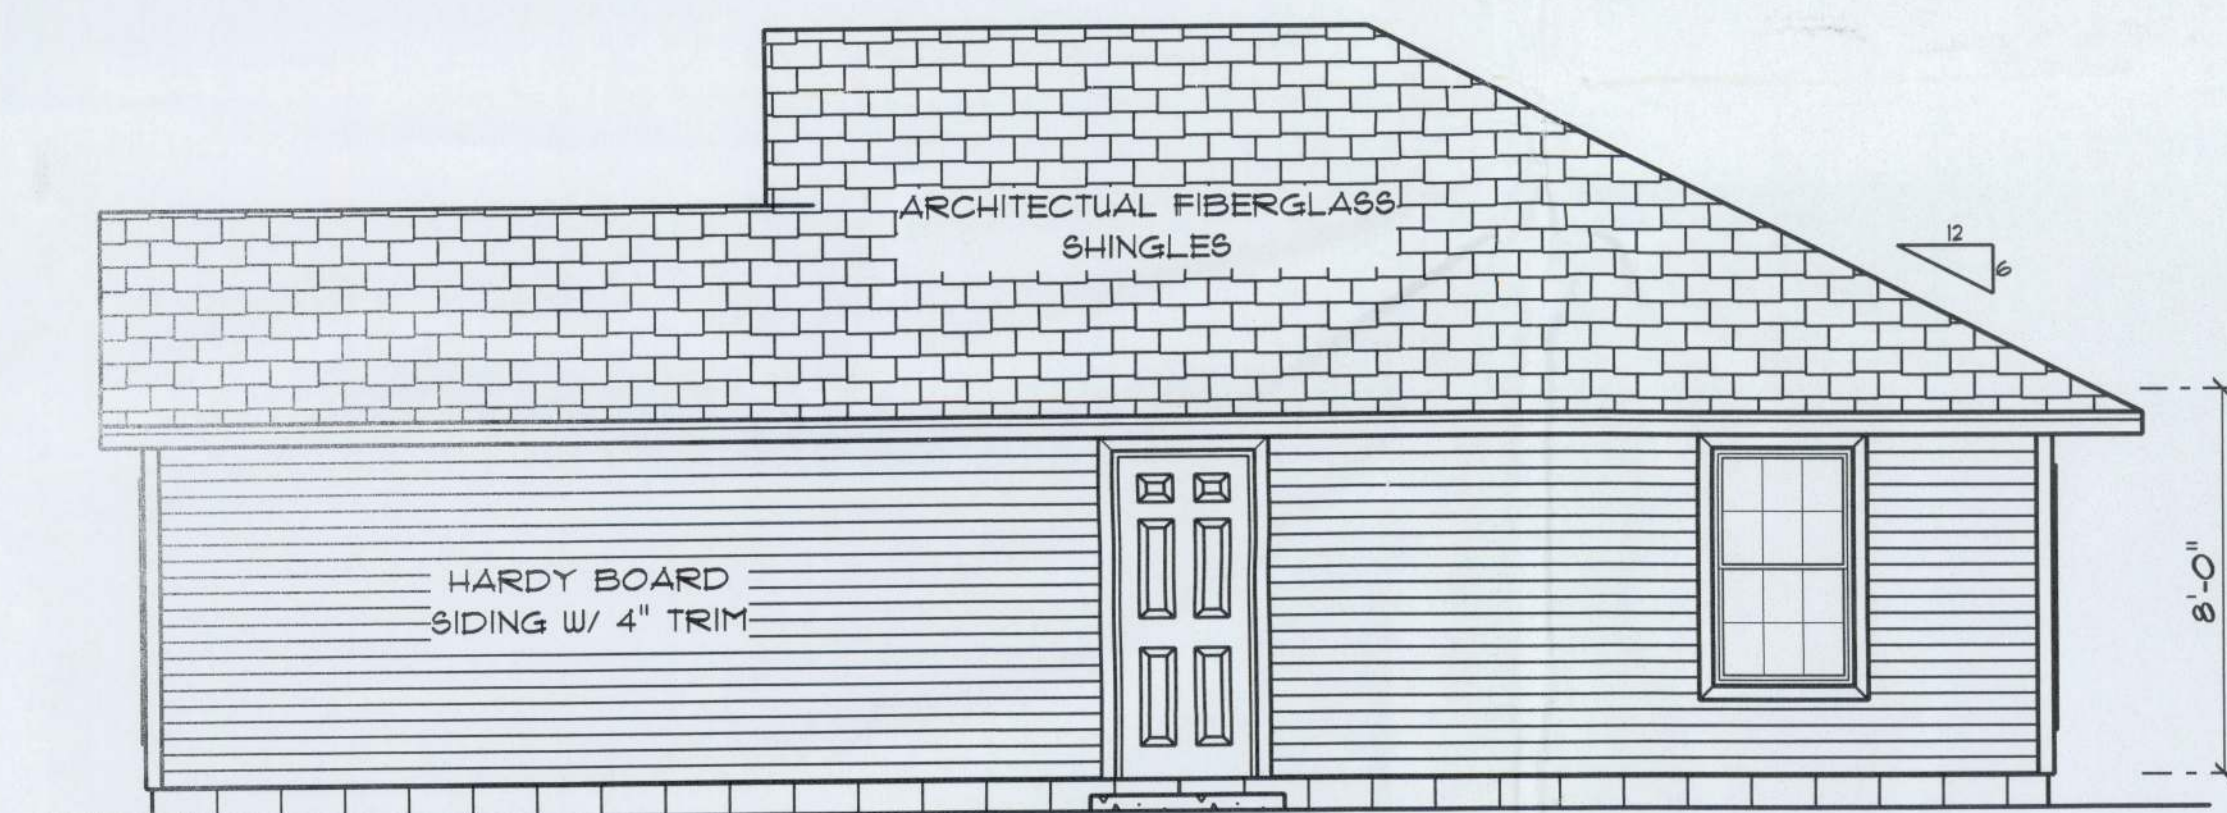 ARCHITECTUAL FIBERGLASS
SHINGLES
12
6
HARDY BOARD
SIDING W/ 4" TRIM
8'-0"